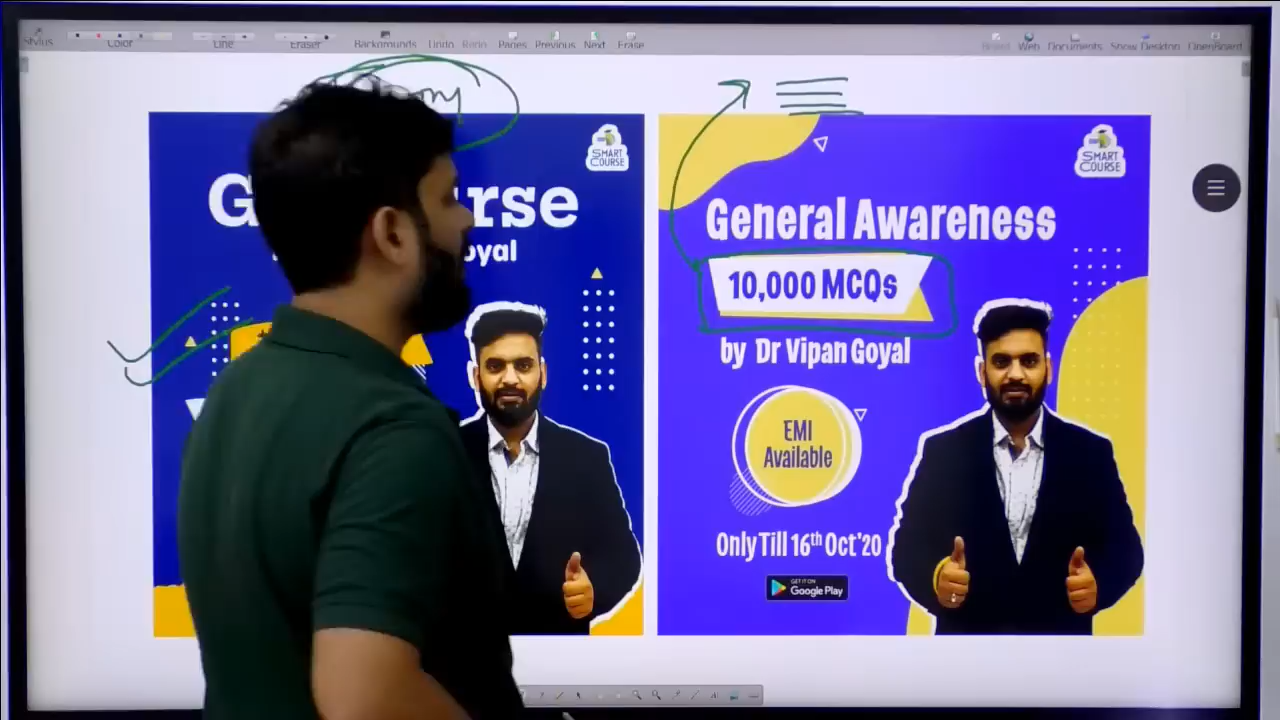 Stylus Color Line Eraser Backgrounds Undo Redo Pages Previous Next Erase Board Web Documents Show Desktop OpenBoard
SMART
COURSE
oyal
SMART
COURSE
General Awareness
10,000 MCQs
by Dr Vipan Goyal
EMI
Available
Only Till 16th Oct'20
GET IT ON
Google Play